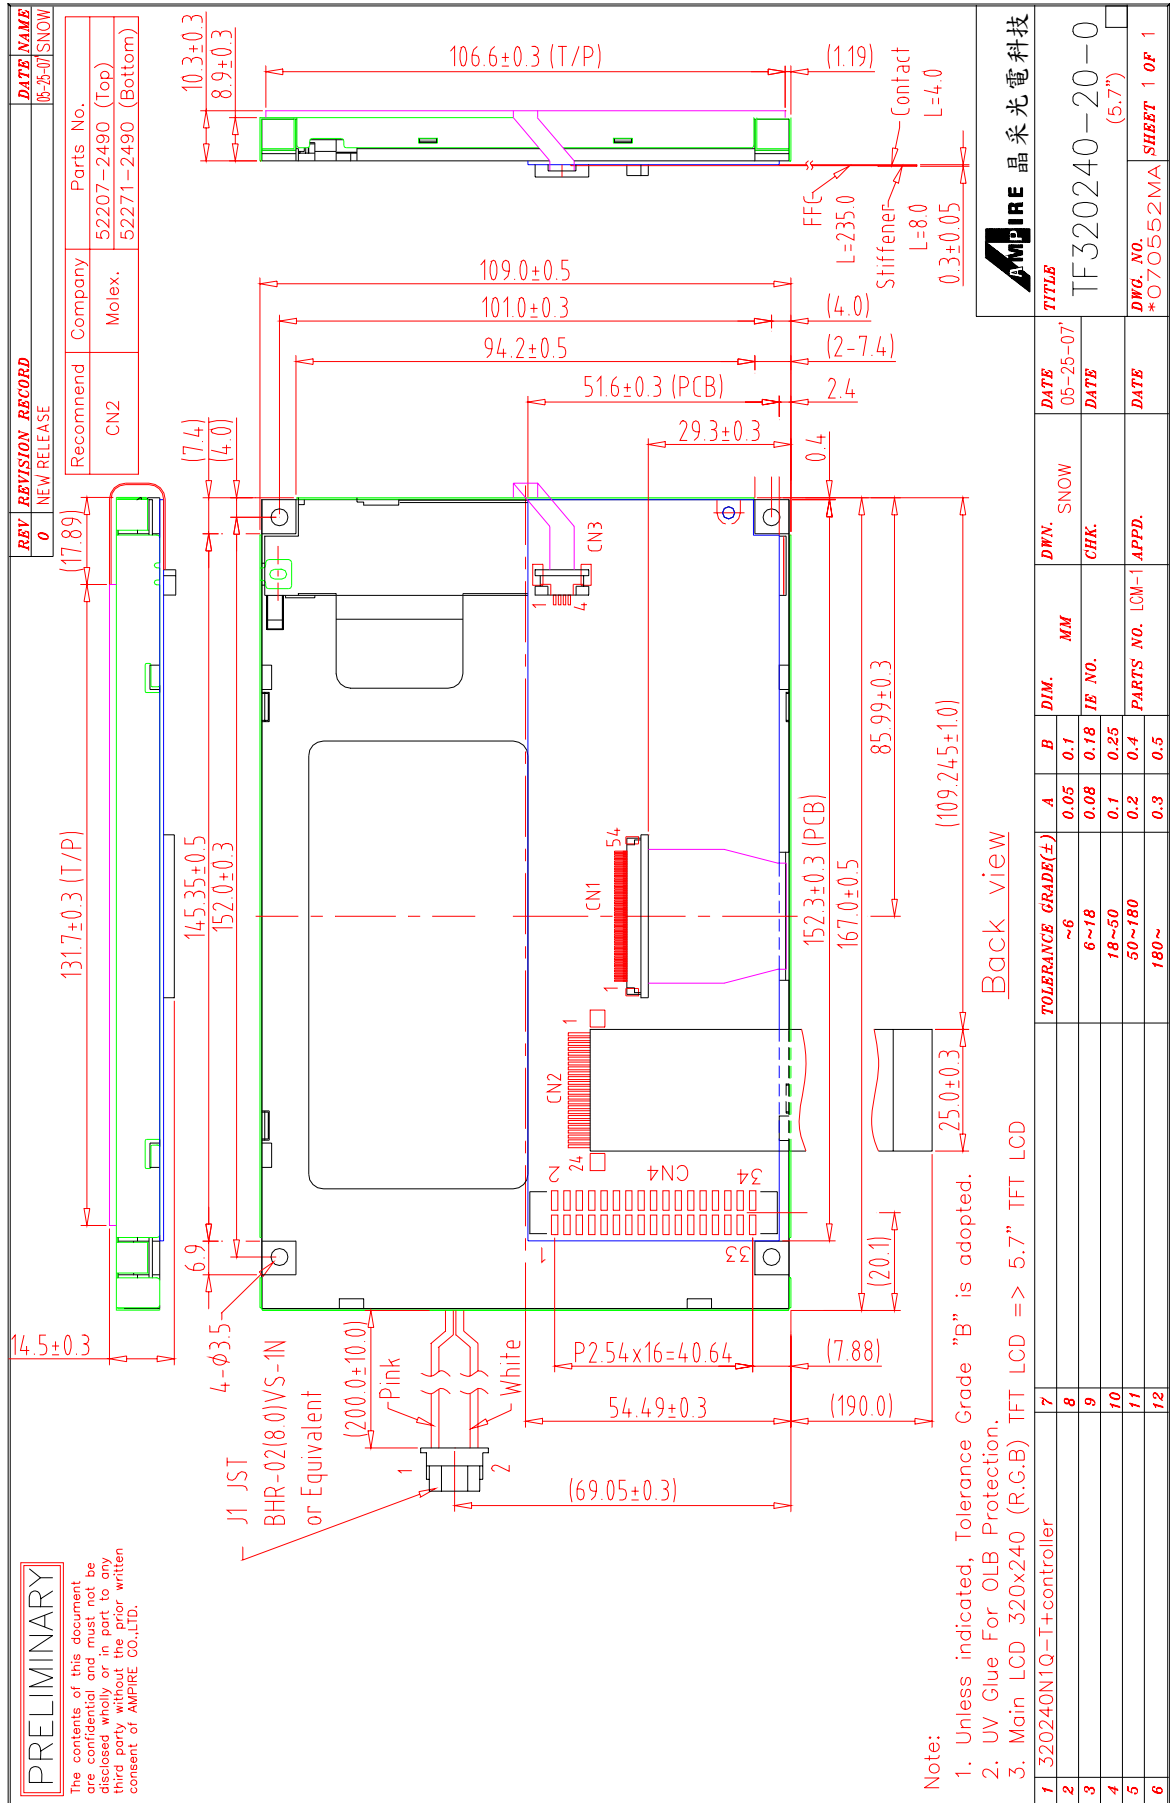 PRELIMINARY
The contents of this document
are confidential and must not be
disclosed wholly or in part to any
third party without the prior written
consent of AMPIRE CO.,LTD.
REV REVISION RECORD DATE NAME
0 NEW RELEASE 05-25-07' SNOW
Recommend Company Parts No.
CN2 Molex. 52207-2490 (Top)
52271-2490 (Bottom)
14.5±0.3
131.7±0.3 (T/P)
(17.89)
6.9
145.35±0.5
152.0±0.3
(7.4)
(4.0)
4-Φ3.5
10.3±0.3
8.9±0.3
106.6±0.3 (T/P)
(1.19)
Contact
L=4.0
FFC
L=235.0
Stiffener
L=8.0
0.3±0.05
109.0±0.5
101.0±0.3
(4.0)
94.2±0.5
(2-7.4)
51.6±0.3 (PCB)
2.4
29.3±0.3
0.4
J1 JST
BHR-02(8.0)VS-1N
or Equivalent
(200.0±10.0)
Pink
White
1
2
CN3
1
4
CN1
1
54
CN2
24
1
CN4
2
34
1
33
P2.54x16=40.64
(7.88)
54.49±0.3
(190.0)
(69.05±0.3)
(20.1)
152.3±0.3 (PCB)
167.0±0.5
85.99±0.3
(109.245±1.0)
25.0±0.3
Back view
Note:
1. Unless indicated, Tolerance Grade "B" is adopted.
2. UV Glue For OLB Protection.
3. Main LCD 320x240 (R.G.B) TFT LCD => 5.7" TFT LCD
AMPIRE 晶采光電科技
1 320240N1Q-T+controller
2
3
4
5
6
7
8
9
10
11
12
TOLERANCE GRADE(±) A B
~6 0.05 0.1
6~18 0.08 0.18
18~50 0.1 0.25
50~180 0.2 0.4
180~ 0.3 0.5
DIM. MM
IE NO.
PARTS NO. LCM-1
DWN. SNOW
CHK.
APPD.
DATE 05-25-07'
DATE
DATE
TITLE
TF320240-20-0
(5.7")
DWG. NO.
*070552MA
SHEET 1 OF 1